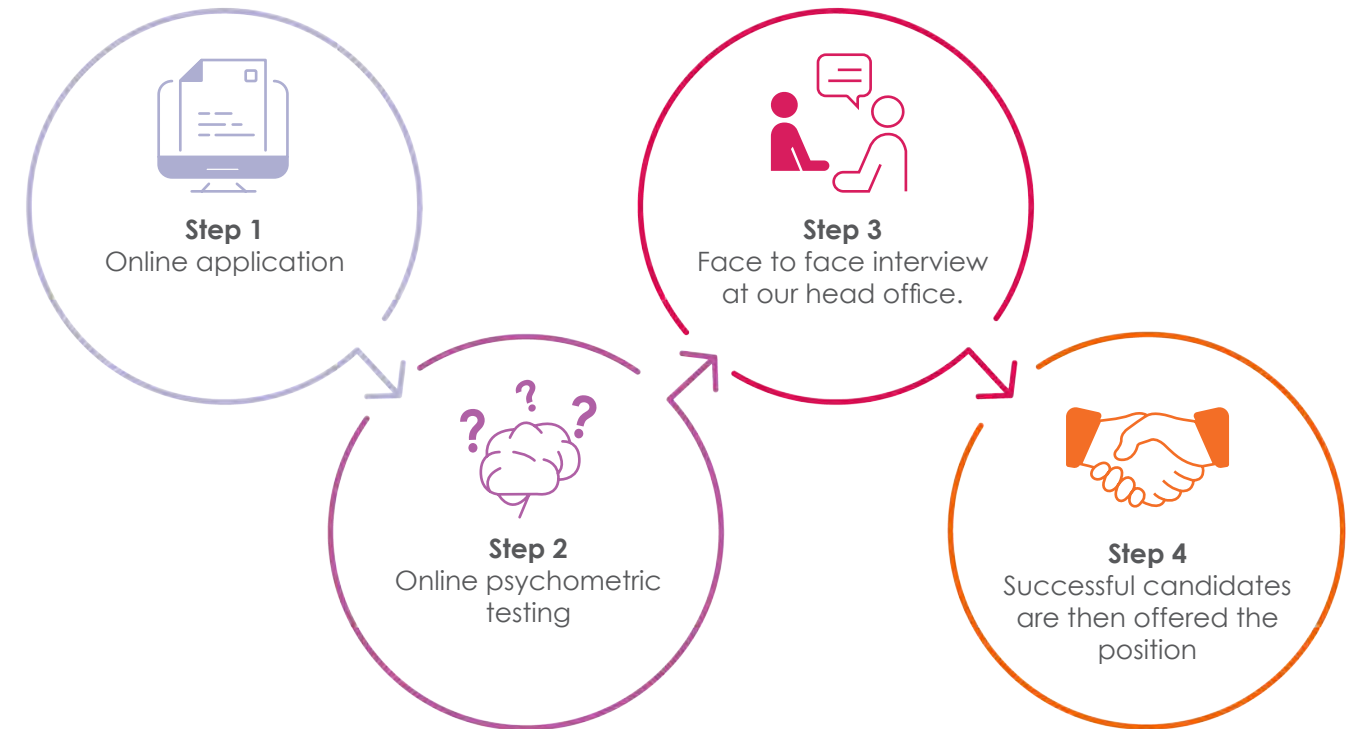 Step 1
Online application
Step 2
Online psychometric
testing
Step 3
Face to face interview
at our head office.
Step 4
Successful candidates
are then offered the
position